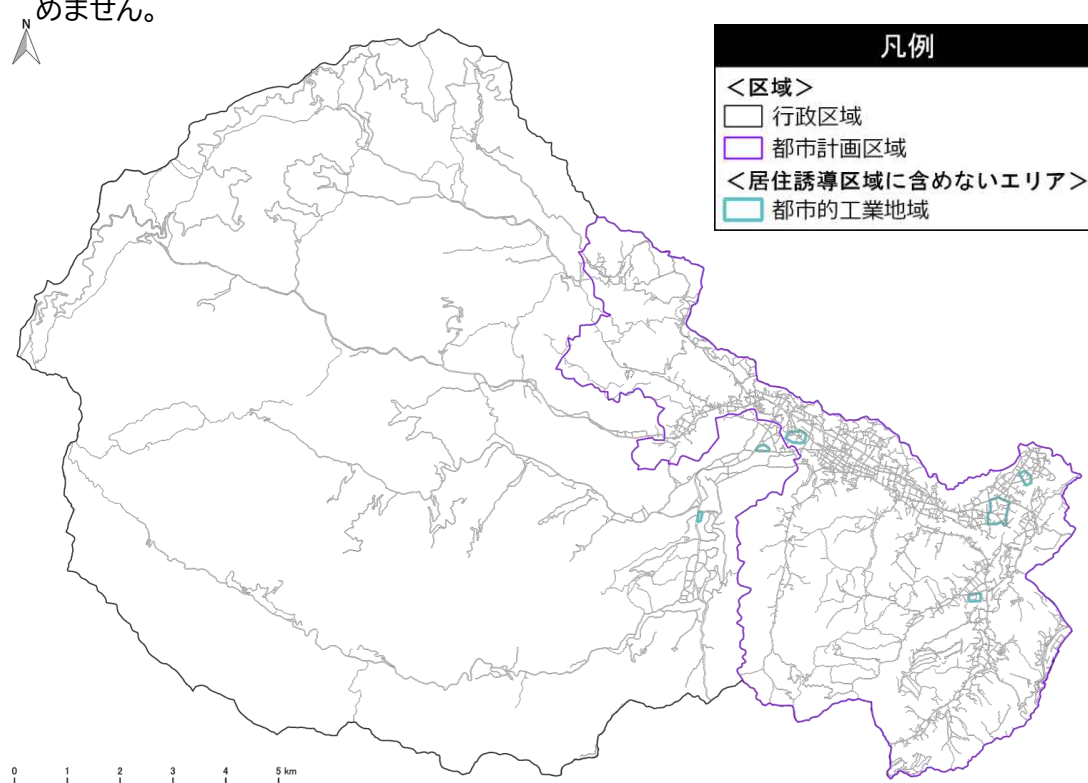 めません。
N
凡例
＜区域＞
行政区域
都市計画区域
＜居住誘導区域に含めないエリア＞
都市的工業地域
0 1 2 3 4 5 km